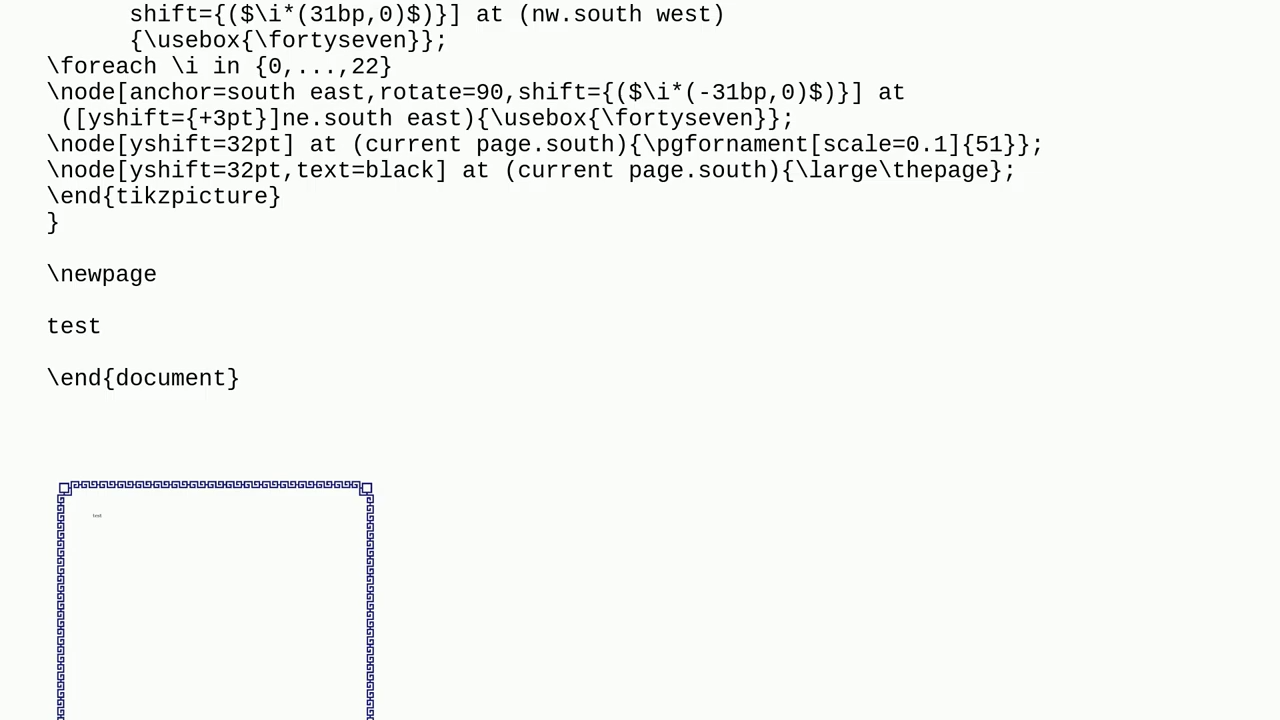 shift={($\i*(31bp,0)$)}] at (nw.south west)
{\usebox{\fortyseven}};
\foreach \i in {0,...,22}
\node[anchor=south east,rotate=90,shift={($\i*(-31bp,0)$)}] at
([yshift={+3pt}]ne.south east){\usebox{\fortyseven}};
\node[yshift=32pt] at (current page.south){\pgfornament[scale=0.1]{51}};
\node[yshift=32pt,text=black] at (current page.south){\large\thepage};
\end{tikzpicture}
}
\newpage
test
\end{document}
test